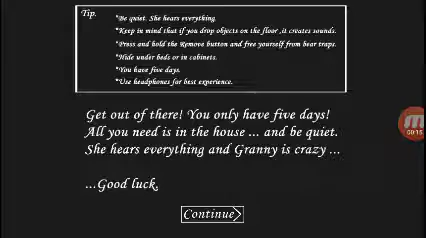 Tip.
*Be quiet. She hears everything.
*Keep in mind that if you drop objects on the floor ,it creates sounds.
*Press and hold the Remove button and free yourself from bear traps.
*Hide under beds or in cabinets.
*You have five days.
*Use headphones for best experience.
Get out of there! You only have five days!
All you need is in the house ... and be quiet.
She hears everything and Granny is crazy ...
...Good luck.
Continue
00:15